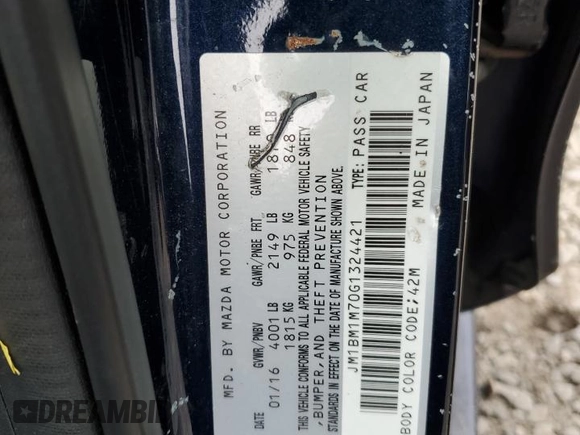 MFD. BY MAZDA MOTOR CORPORATION
DATE GVWR/PNBV GAWR/PNBE FRT GAWR/PNBE RR
01/16 4001 LB 2149 LB LB
1815 KG 975 KG 848
THIS VEHICLE CONFORMS TO ALL APPLICABLE FEDERAL MOTOR VEHICLE SAFETY,
BUMPER, AND THEFT PREVENTION
STANDARDS IN EFFECT ON THE DATE OF MANUFACTURE SHOWN ABOVE.
JM1BM1M70G1324421 TYPE: PASS CAR
BODY COLOR CODE;42M MADE IN JAPAN
DREAMBI